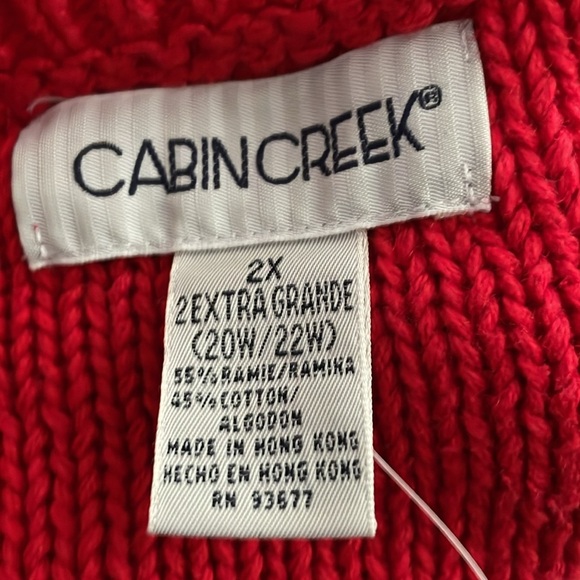 CABIN CREEK®
2X
2EXTRA GRANDE
(20W/22W)
55% RAMIE/RAMIKA
45% COTTON/
ALGODON
MADE IN HONG KONG
HECHO EN HONG KONG
RN 93677